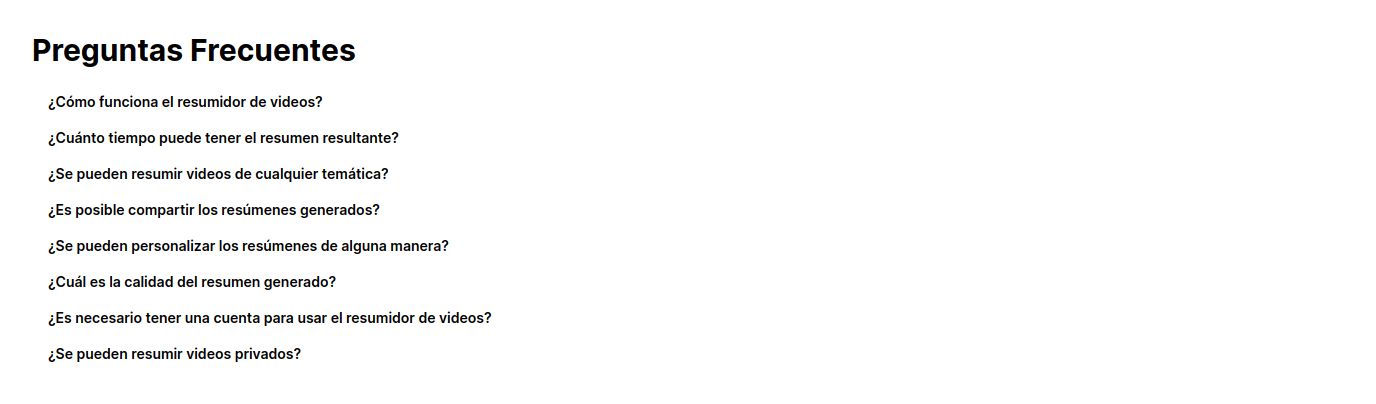 Preguntas Frecuentes
¿Cómo funciona el resumidor de videos?
¿Cuánto tiempo puede tener el resumen resultante?
¿Se pueden resumir videos de cualquier temática?
¿Es posible compartir los resúmenes generados?
¿Se pueden personalizar los resúmenes de alguna manera?
¿Cuál es la calidad del resumen generado?
¿Es necesario tener una cuenta para usar el resumidor de videos?
¿Se pueden resumir videos privados?